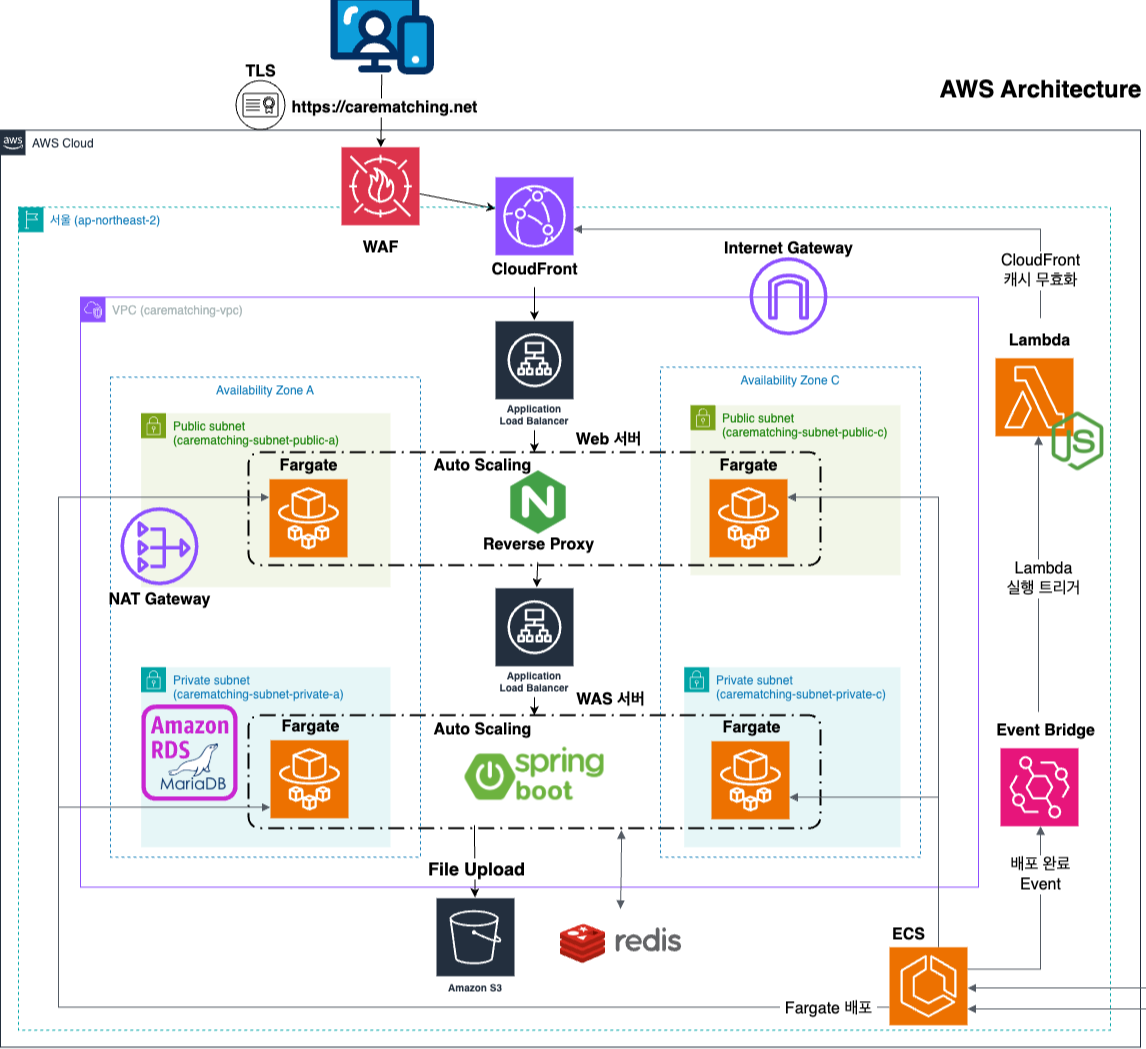 TLS
https://carematching.net
AWS Architecture
aws
AWS Cloud
서울 (ap-northeast-2)
WAF
CloudFront
Internet Gateway
CloudFront
캐시 무효화
VPC (carematching-vpc)
Lambda
JS
Availability Zone A
Application
Load Balancer
Availability Zone C
Public subnet
(carematching-subnet-public-a)
Web 서버
Public subnet
(carematching-subnet-public-c)
Fargate
Auto Scaling
Fargate
N
Reverse Proxy
NAT Gateway
Lambda
실행 트리거
Application
Load Balancer
Private subnet
(carematching-subnet-private-a)
WAS 서버
Private subnet
(carematching-subnet-private-c)
Amazon
RDS
MariaDB
Fargate
Auto Scaling
spring
boot
Fargate
Event Bridge
File Upload
배포 완료
Event
Amazon S3
redis
ECS
Fargate 배포